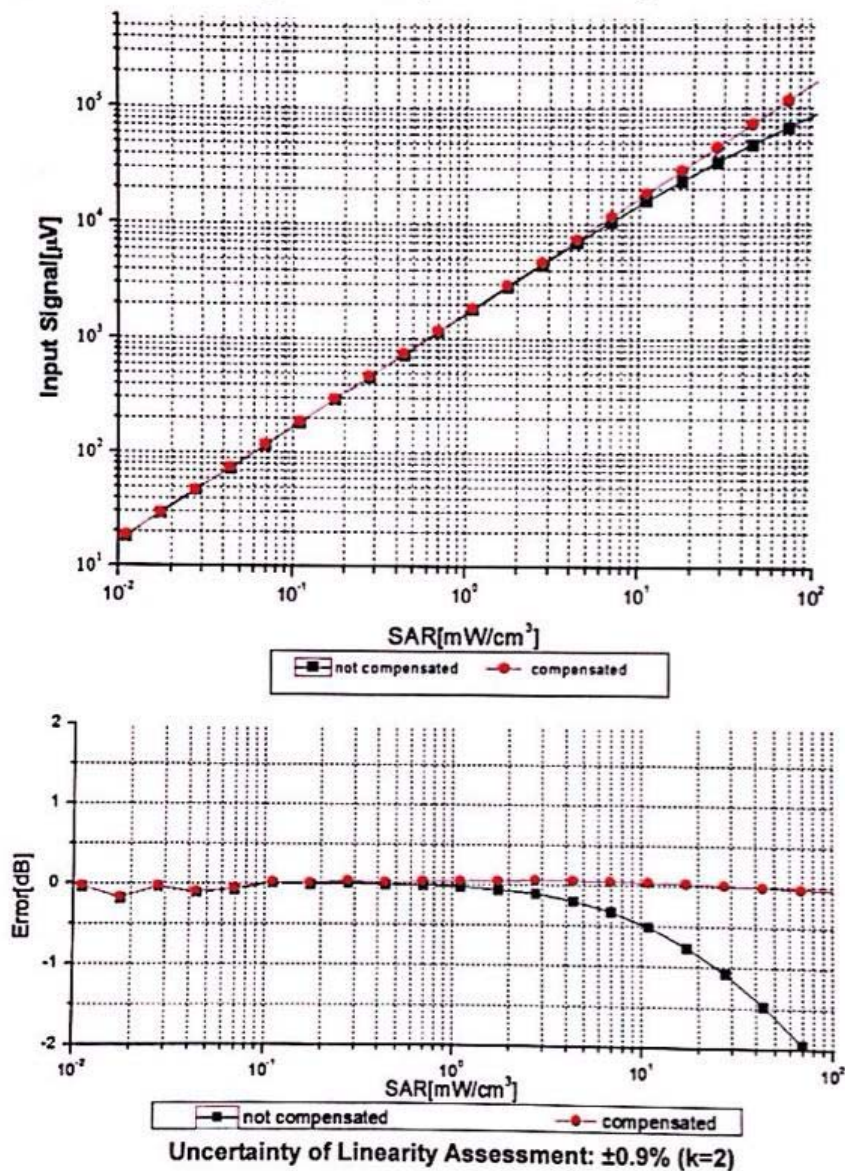 10⁵
10⁴
Input Signal[µV]
10³
10²
10¹
10⁻² 10⁻¹ 10⁰ 10¹ 10²
SAR[mW/cm³]
not compensated compensated
2
1
Error[dB]
0
-1
-2
10⁻² 10⁻¹ 10⁰ 10¹ 10²
SAR[mW/cm³]
not compensated compensated
Uncertainty of Linearity Assessment: ±0.9% (k=2)